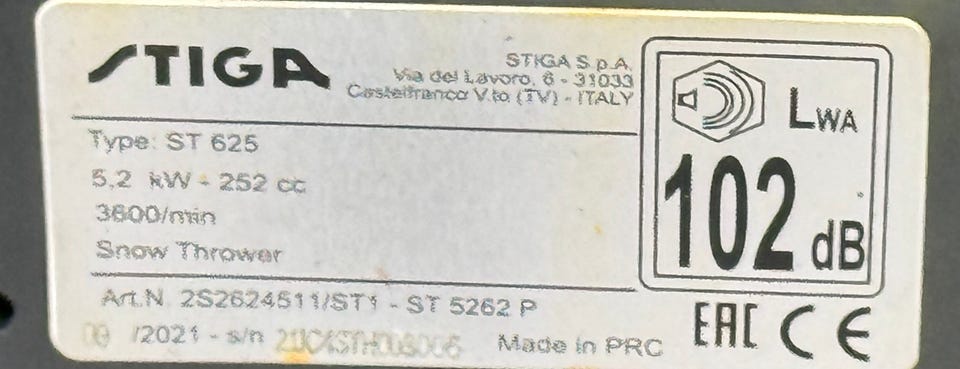 STIGA
STIGA S.p.A.
Via del Lavoro, 6 - 31033
Castelfranco V.to (TV) - ITALY
Type: ST 625
5,2 kW - 252 cc
3600/min
Snow Thrower
Art.N. 2S2624511/ST1 - ST 5262 P
/2021 - s/n
Made in PRC
LWA
102 dB
EAC CE